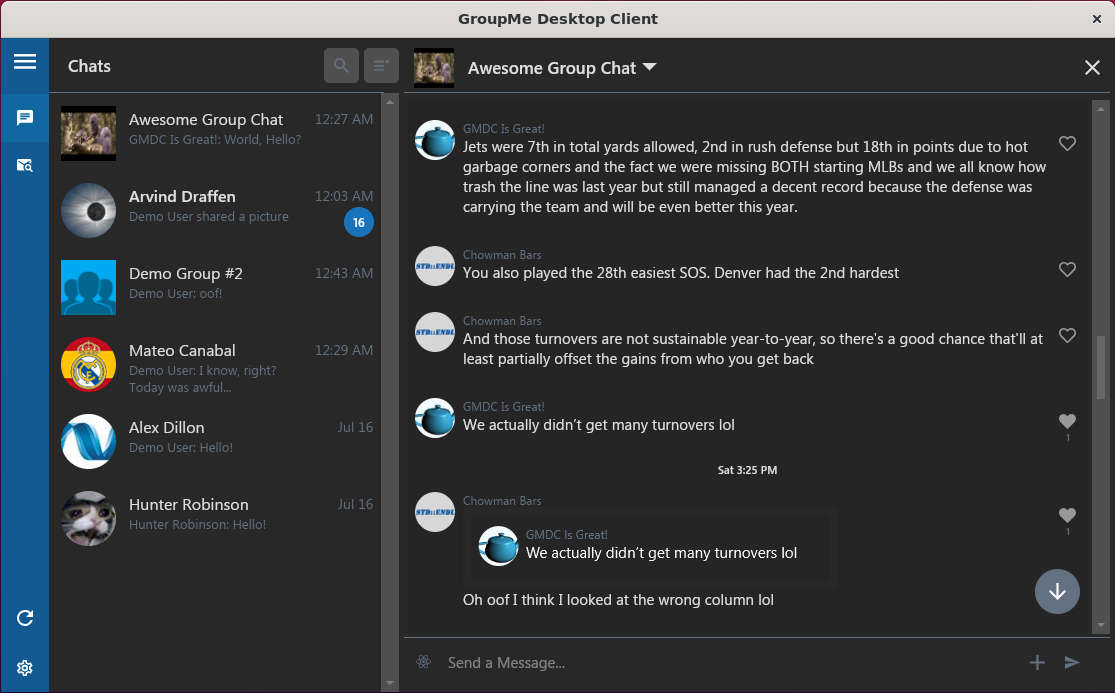 GroupMe Desktop Client
Chats
Awesome Group Chat
12:27 AM
GMDC Is Great!: World, Hello?
Arvind Draffen
12:03 AM
Demo User shared a picture
16
Demo Group #2
12:43 AM
Demo User: oof!
Mateo Canabal
12:29 AM
Demo User: I know, right?
Today was awful...
Alex Dillon
Jul 16
Demo User: Hello!
Hunter Robinson
Jul 16
Hunter Robinson: Hello!
Awesome Group Chat
GMDC Is Great!
Jets were 7th in total yards allowed, 2nd in rush defense but 18th in points due to hot
garbage corners and the fact we were missing BOTH starting MLBs and we all know how
trash the line was last year but still managed a decent record because the defense was
carrying the team and will be even better this year.
Chowman Bars
You also played the 28th easiest SOS. Denver had the 2nd hardest
Chowman Bars
And those turnovers are not sustainable year-to-year, so there's a good chance that'll at
least partially offset the gains from who you get back
GMDC Is Great!
We actually didn’t get many turnovers lol
1
Sat 3:25 PM
Chowman Bars
GMDC Is Great!
We actually didn’t get many turnovers lol
1
Oh oof I think I looked at the wrong column lol
Send a Message...